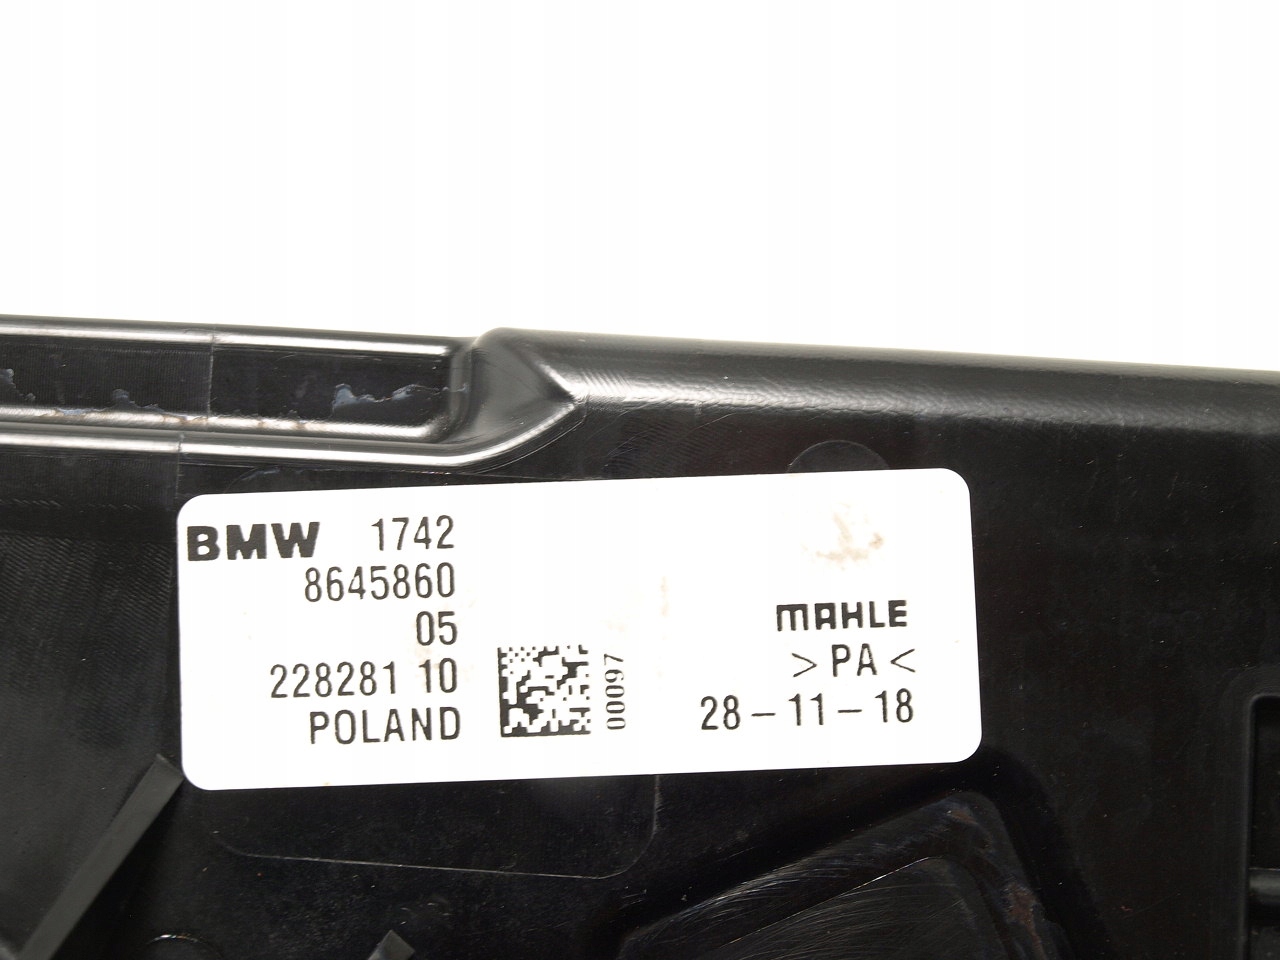 BMW 1742
8645860
05
228281 10
POLAND
00097
MAHLE
>PA<
28-11-18